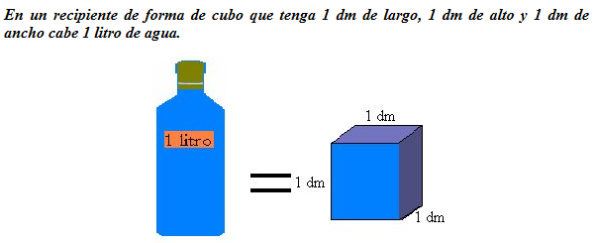 En un recipiente de forma de cubo que tenga 1 dm de largo, 1 dm de alto y 1 dm de
ancho cabe 1 litro de agua.
1 dm
1 litro
1 dm
1 dm